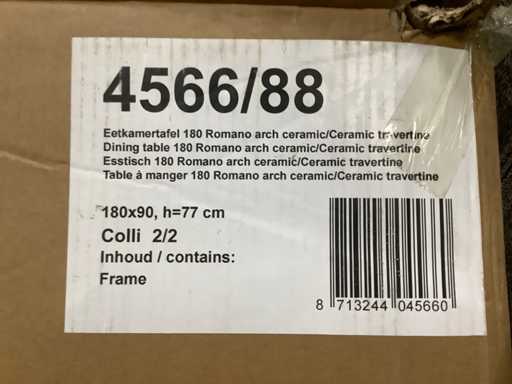 4566/88
Eetkamertafel 180 Romano arch ceramic/Ceramic travertine
Dining table 180 Romano arch ceramic/Ceramic travertine
Esstisch 180 Romano arch ceramic/Ceramic travertine
Table à manger 180 Romano arch ceramic/Ceramic travertine
180x90, h=77 cm
Colli 2/2
Inhoud / contains:
Frame
8 713244 045660